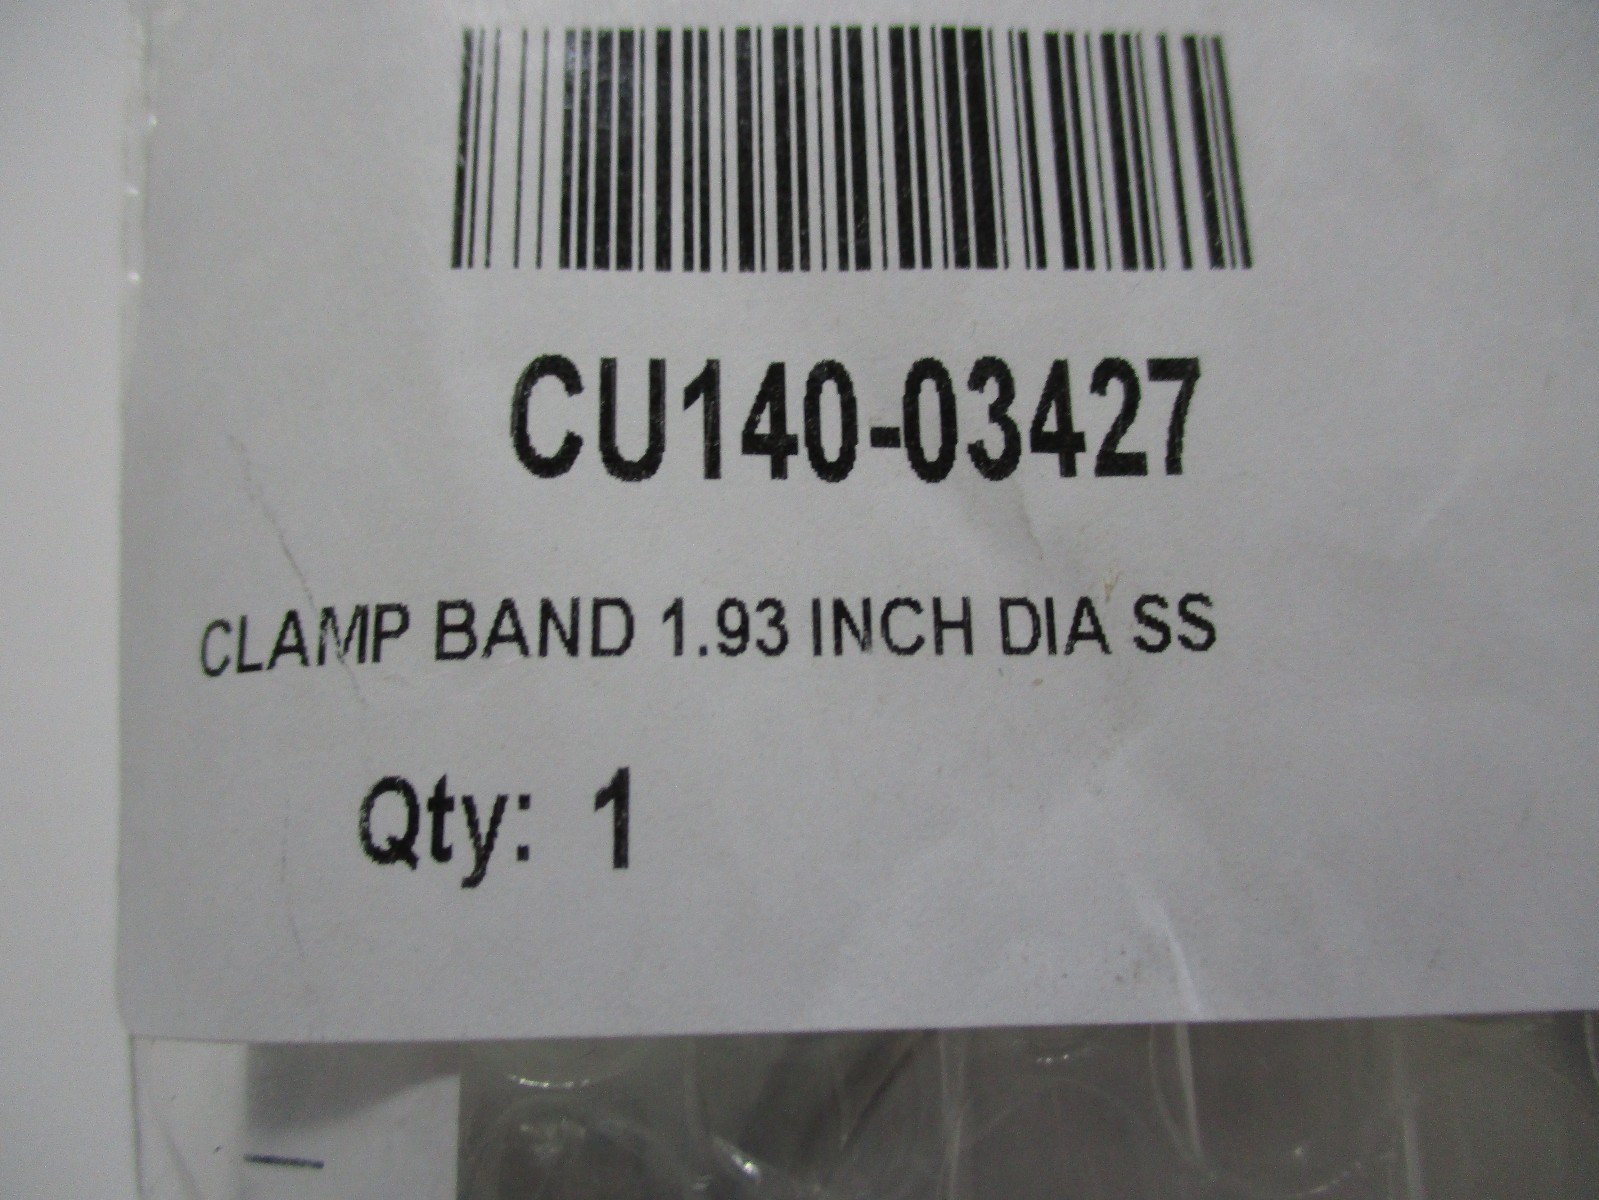 CU140-03427
CLAMP BAND 1.93 INCH DIA SS
Qty: 1